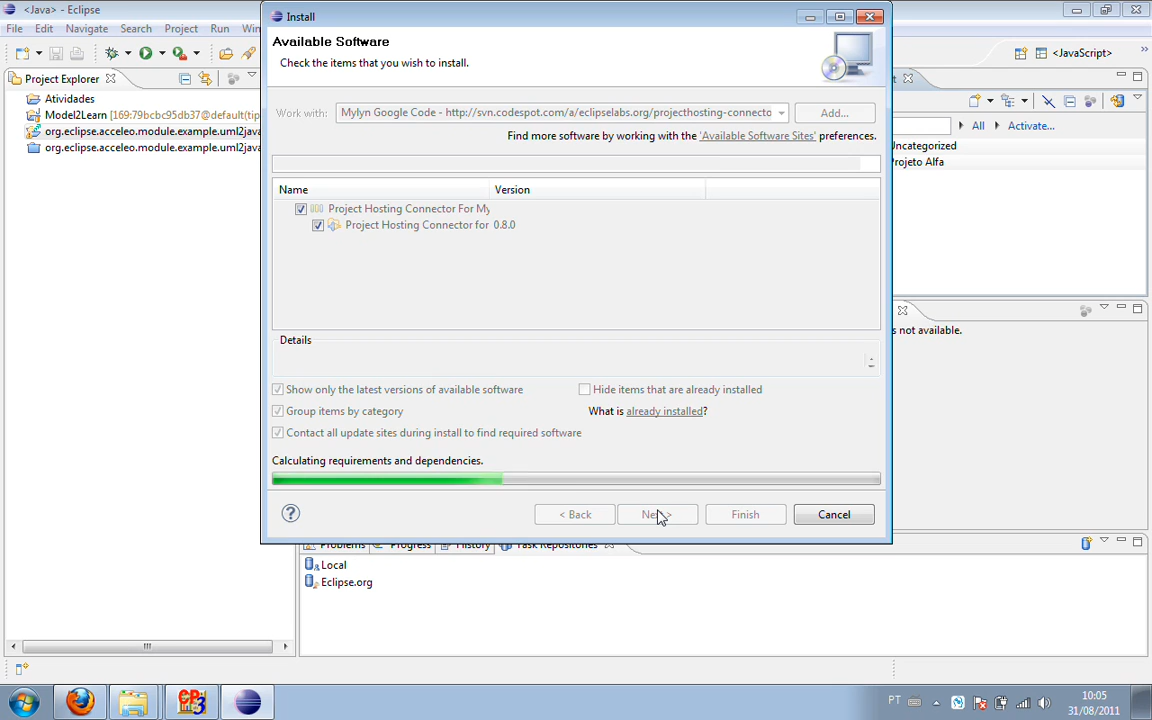 <Java> - Eclipse
File Edit Navigate Search Project Run Win
<JavaScript>
Project Explorer
Atividades
Model2Learn [169:79bcbc95db37@default(tip
org.eclipse.acceleo.module.example.uml2java
org.eclipse.acceleo.module.example.uml2java
Install
Available Software
Check the items that you wish to install.
Work with: Mylyn Google Code - http://svn.codespot.com/a/eclipselabs.org/projecthosting-connecto Add...
Find more software by working with the 'Available Software Sites' preferences.
Name Version
Project Hosting Connector For My
Project Hosting Connector for 0.8.0
Details
Show only the latest versions of available software
Hide items that are already installed
Group items by category
What is already installed?
Contact all update sites during install to find required software
Calculating requirements and dependencies.
< Back Finish Cancel
All Activate...
Uncategorized
Projeto Alfa
s not available.
Problems Progress History Task Repositories
Local
Eclipse.org
PT
10:05
31/08/2011